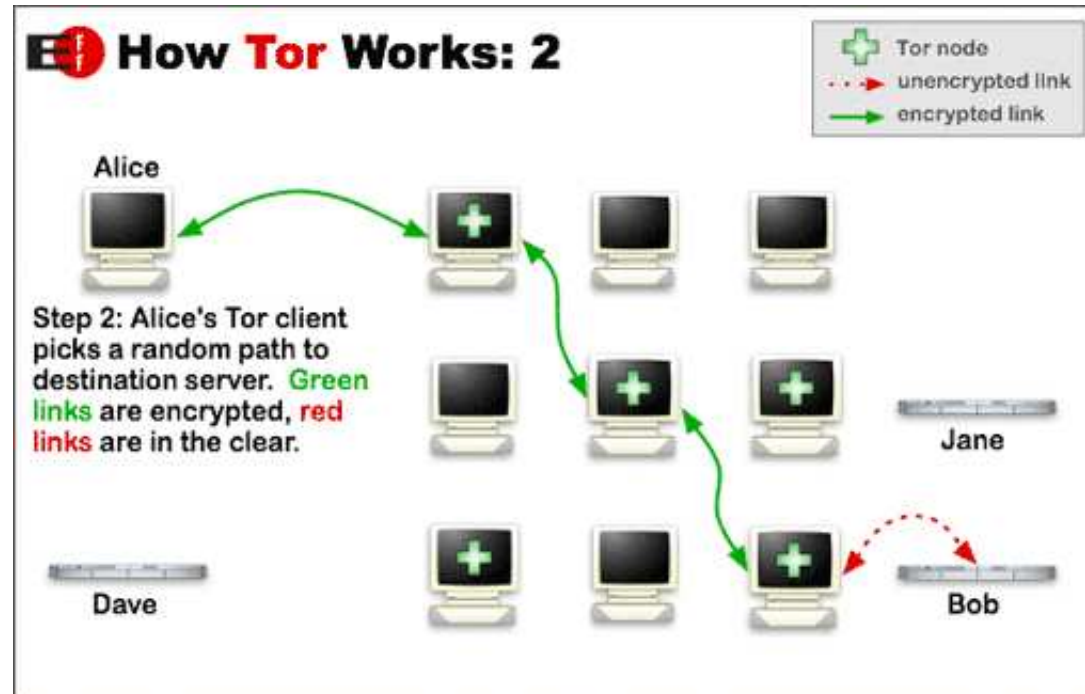 EFF How Tor Works: 2
Tor node
unencrypted link
encrypted link
Alice
Step 2: Alice's Tor client
picks a random path to
destination server. Green
links are encrypted, red
links are in the clear.
Jane
Dave
Bob